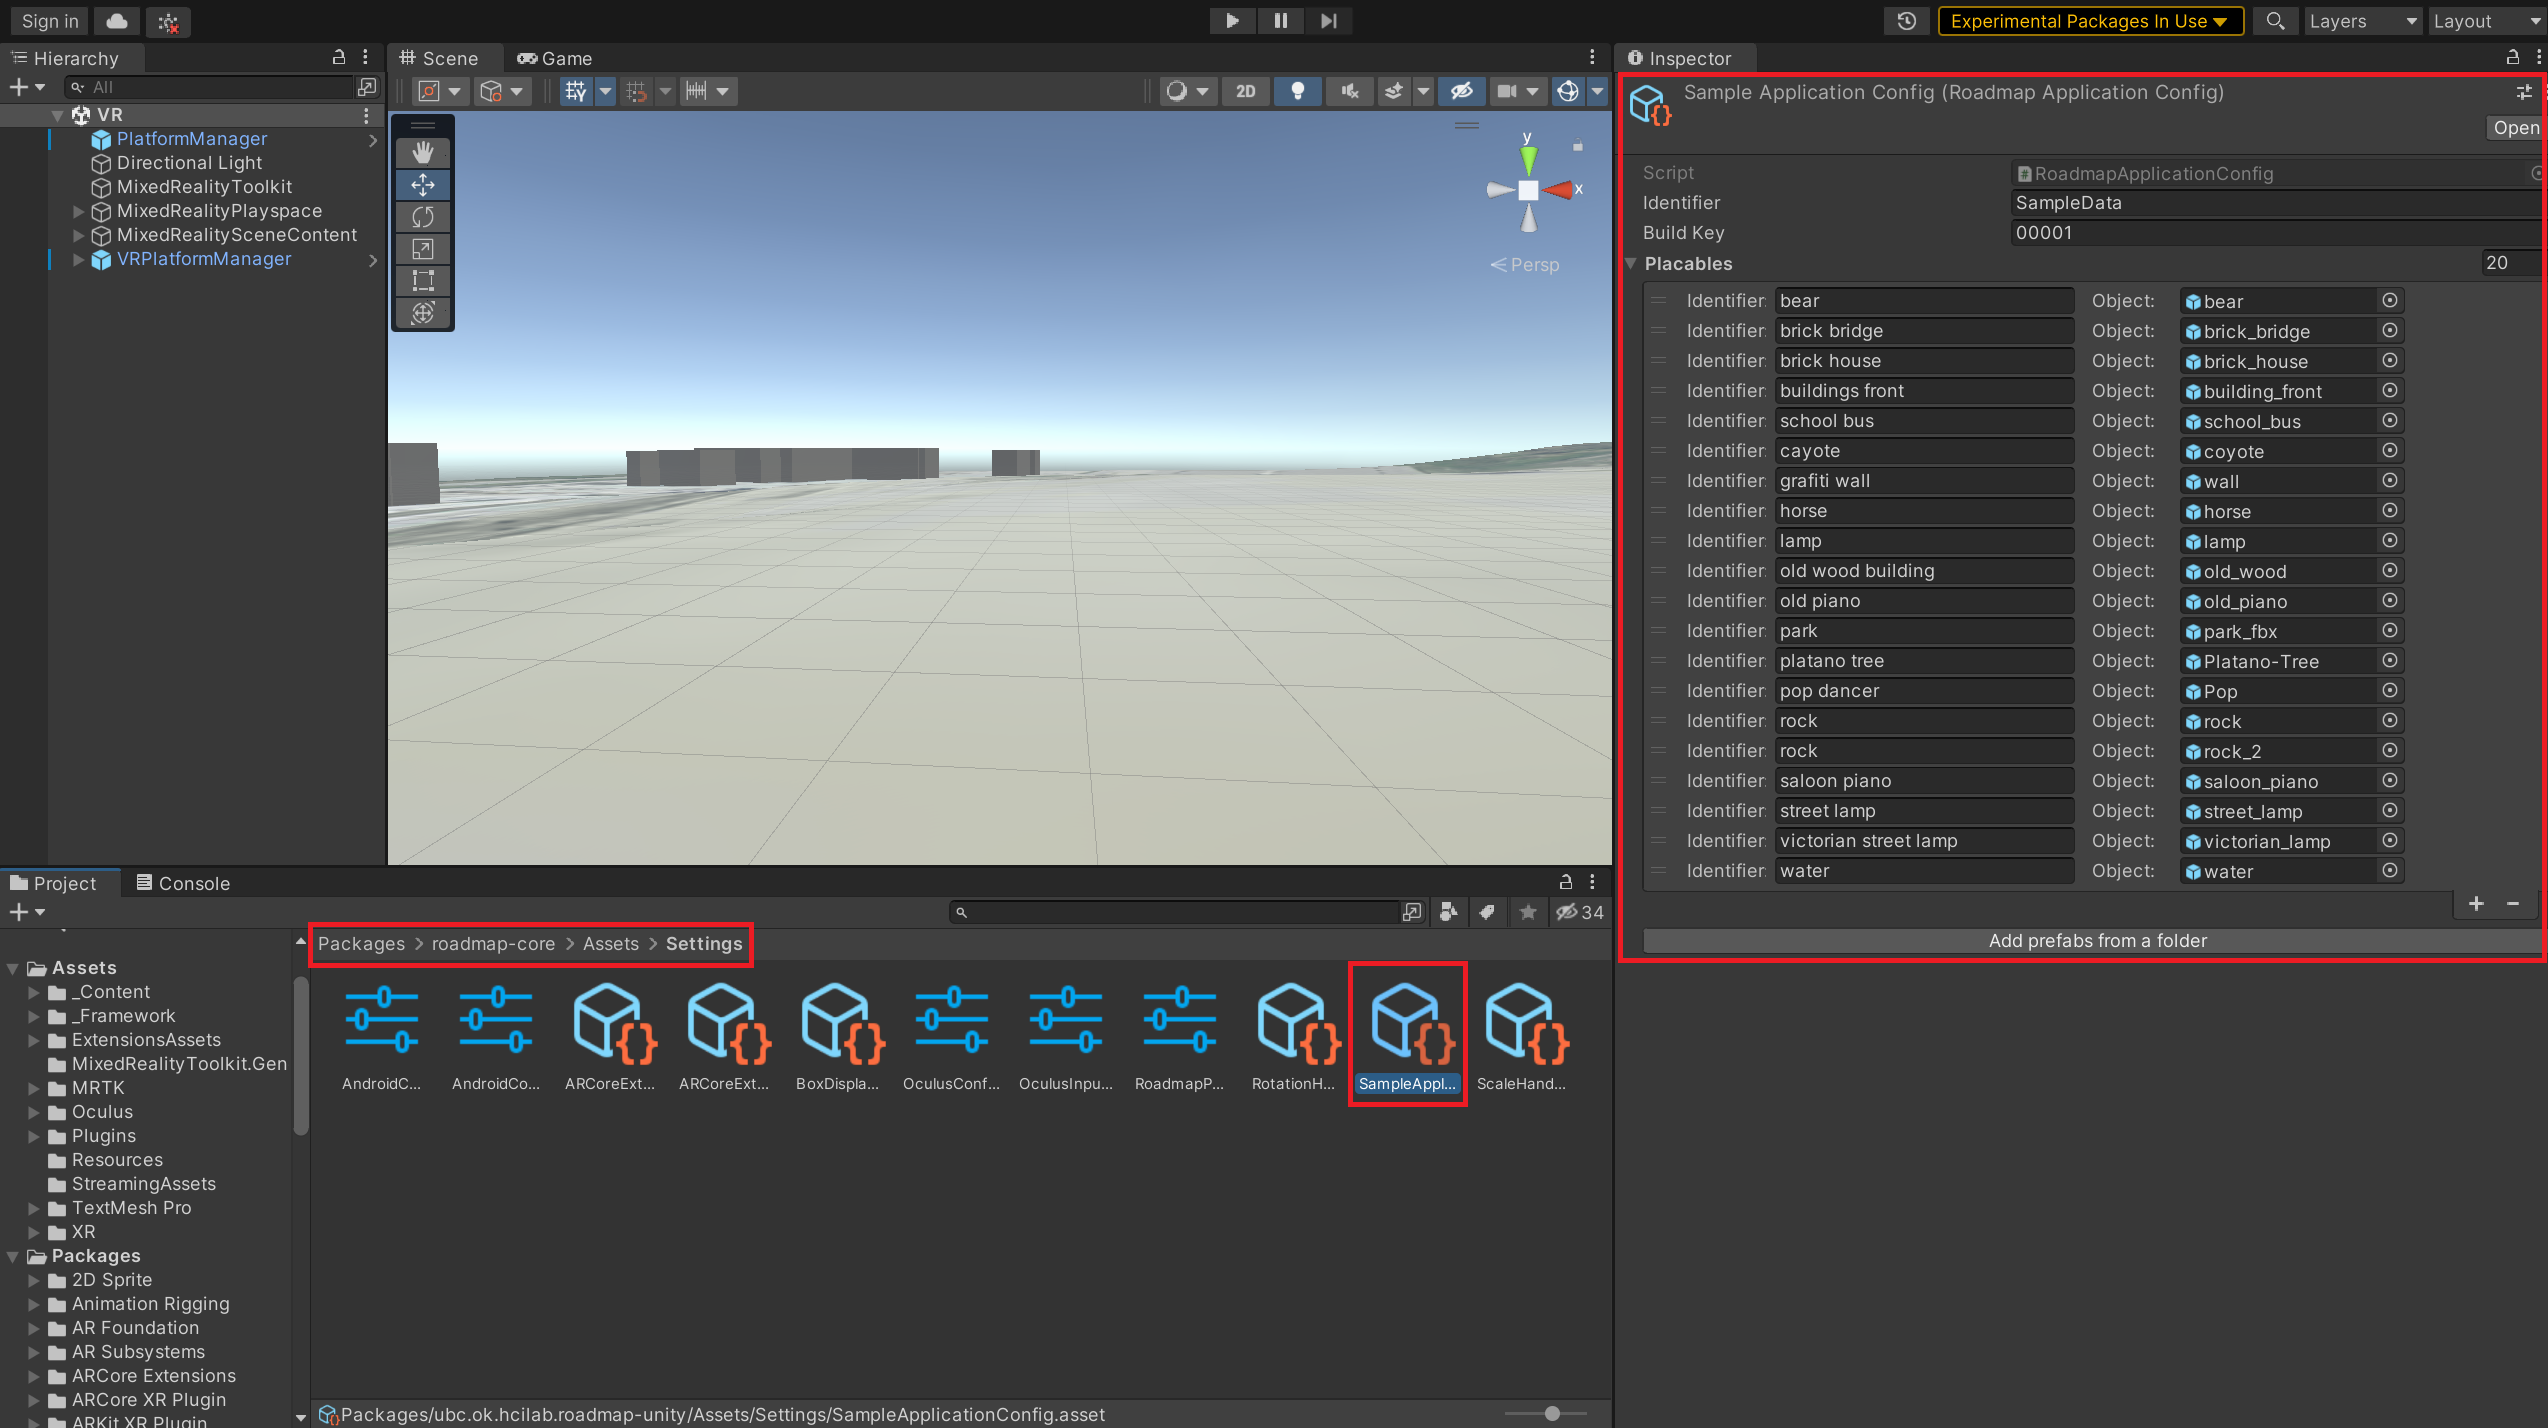 Sign in
Experimental Packages In Use
Layers
Layout
Hierarchy
All
VR
PlatformManager
Directional Light
MixedRealityToolkit
MixedRealityPlayspace
MixedRealitySceneContent
VRPlatformManager
Scene
Game
2D
y
x
Persp
Inspector
Sample Application Config (Roadmap Application Config)
Open
Script
RoadmapApplicationConfig
Identifier
SampleData
Build Key
00001
Placables
20
Identifier: bear Object: bear
Identifier: brick bridge Object: brick_bridge
Identifier: brick house Object: brick_house
Identifier: buildings front Object: building_front
Identifier: school bus Object: school_bus
Identifier: cayote Object: coyote
Identifier: grafiti wall Object: wall
Identifier: horse Object: horse
Identifier: lamp Object: lamp
Identifier: old wood building Object: old_wood
Identifier: old piano Object: old_piano
Identifier: park Object: park_fbx
Identifier: platano tree Object: Platano-Tree
Identifier: pop dancer Object: Pop
Identifier: rock Object: rock
Identifier: rock Object: rock_2
Identifier: saloon piano Object: saloon_piano
Identifier: street lamp Object: street_lamp
Identifier: victorian street lamp Object: victorian_lamp
Identifier: water Object: water
Add prefabs from a folder
Project
Console
34
Assets
_Content
_Framework
ExtensionsAssets
MixedRealityToolkit.Gen
MRTK
Oculus
Plugins
Resources
StreamingAssets
TextMesh Pro
XR
Packages
2D Sprite
Animation Rigging
AR Foundation
AR Subsystems
ARCore Extensions
ARCore XR Plugin
ARKit XR Plugin
Packages > roadmap-core > Assets > Settings
AndroidC...
AndroidCo...
ARCoreExt...
ARCoreExt...
BoxDispla...
OculusConf...
OculusInpu...
RoadmapP...
RotationH...
SampleAppl...
ScaleHand...
Packages/ubc.ok.hcilab.roadmap-unity/Assets/Settings/SampleApplicationConfig.asset